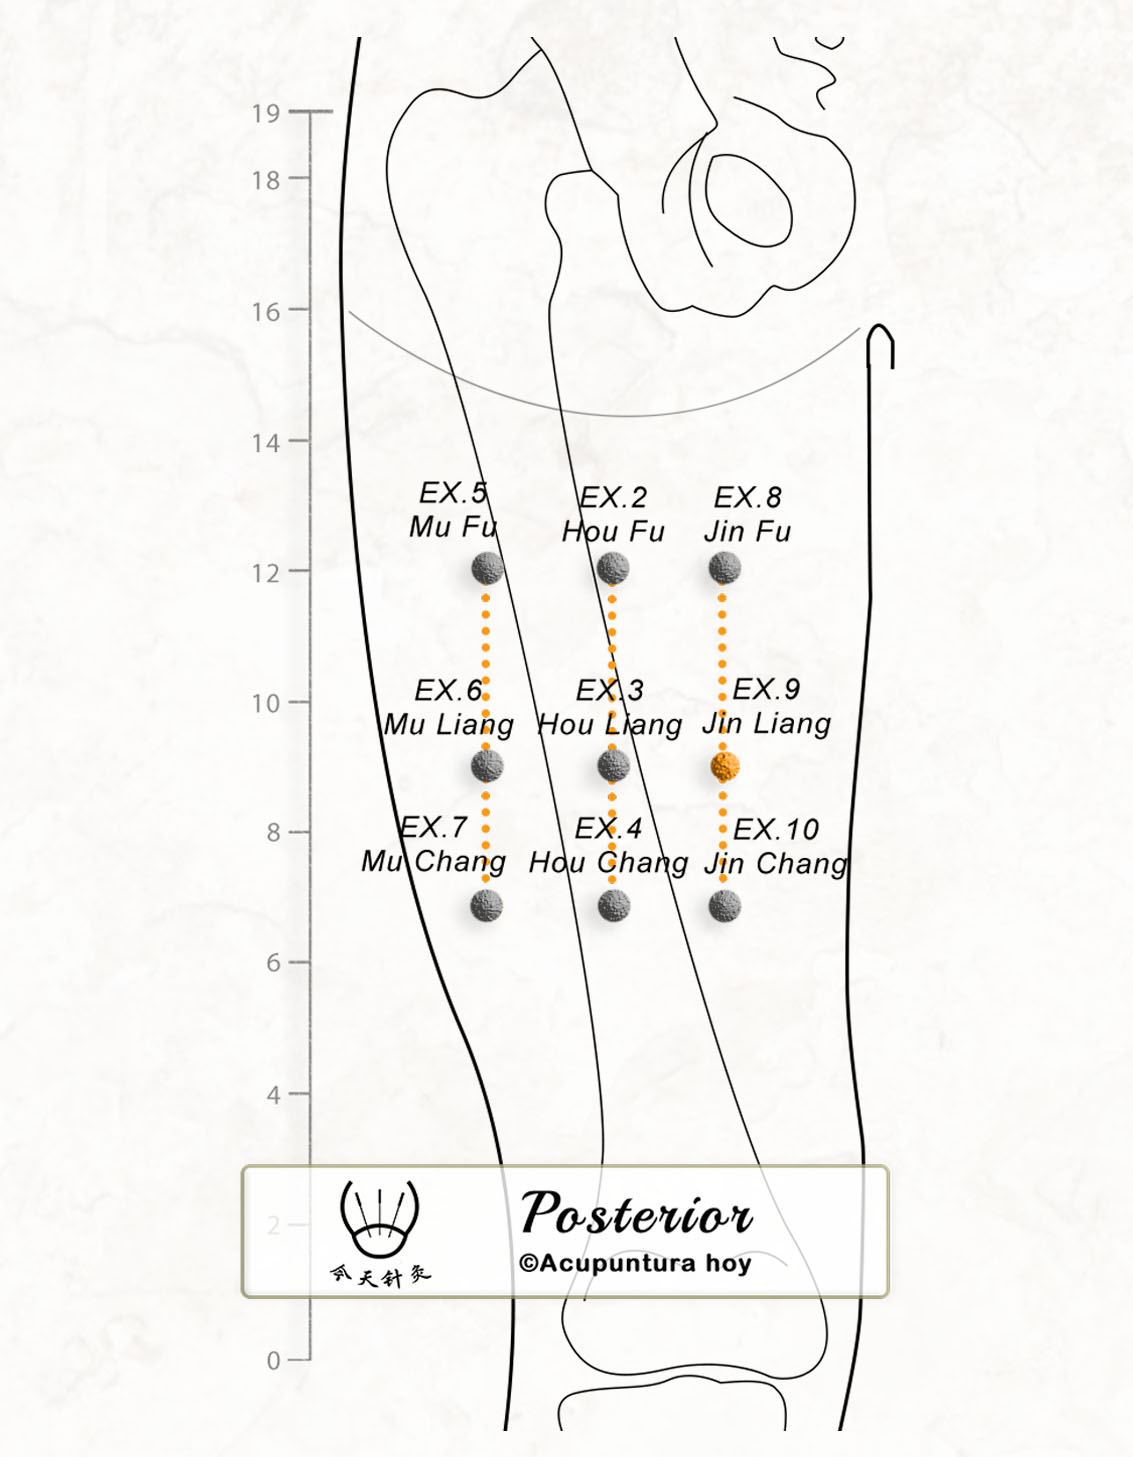 19
18
16
14
EX.5
Mu Fu
EX.2
Hou Fu
EX.8
Jin Fu
12
EX.6
Mu Liang
EX.3
Hou Liang
EX.9
Jin Liang
10
EX.7
Mu Chang
EX.4
Hou Chang
EX.10
Jin Chang
8
6
4
2
Posterior
©Acupuntura hoy
天针灸
0